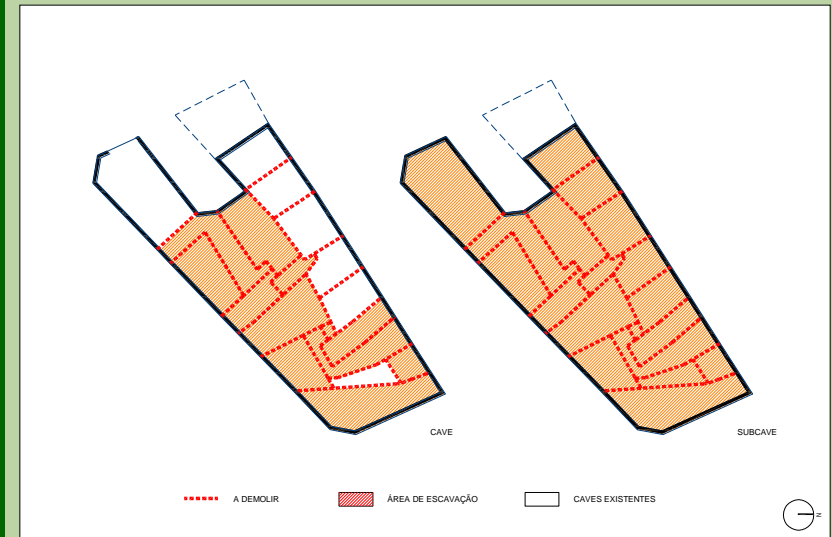 CAVE
SUBCAVE
A DEMOLIR
ÁREA DE ESCAVAÇÃO
CAVES EXISTENTES
N